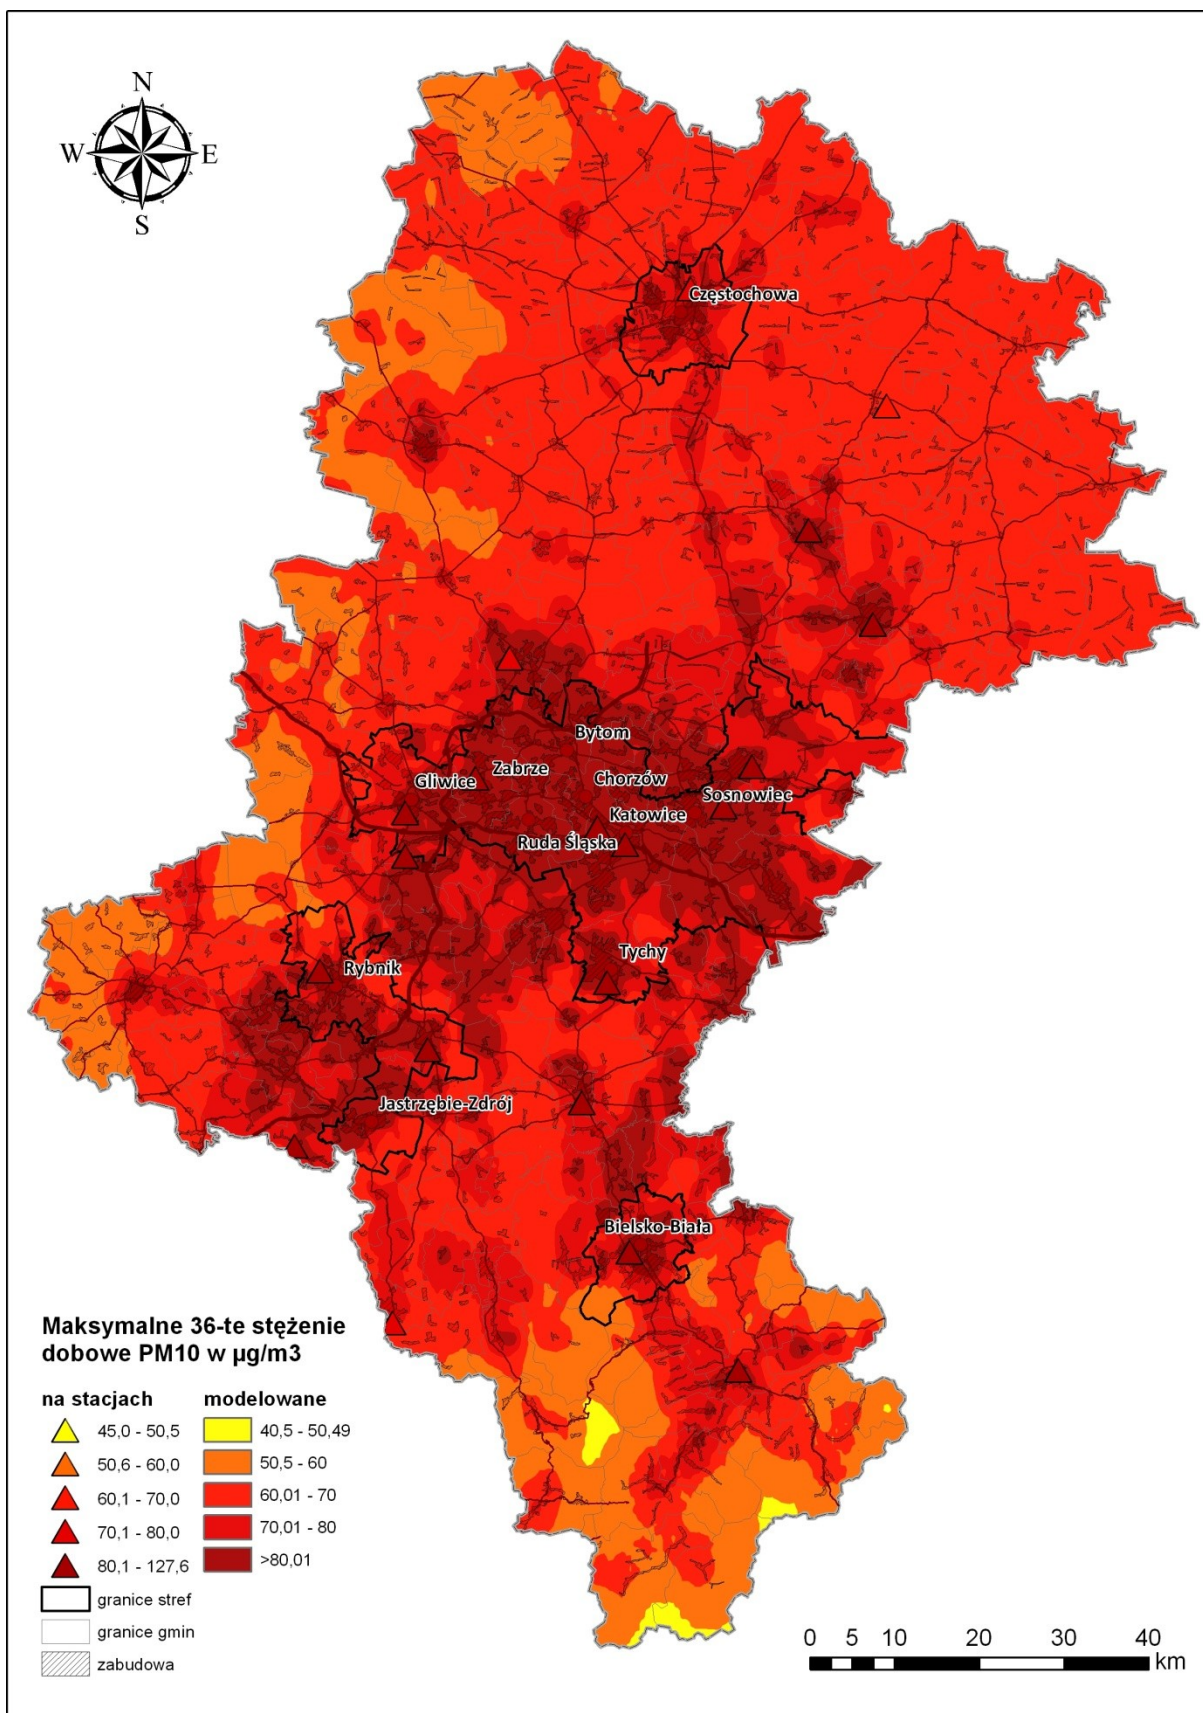 N
W E
S
Częstochowa
Bytom
Zabrze
Gliwice
Chorzów
Sosnowiec
Katowice
Ruda Śląska
Tychy
Rybnik
Jastrzębie-Zdrój
Bielsko-Biała
Maksymalne 36-te stężenie
dobowe PM10 w µg/m3
na stacjach modelowane
45,0 - 50,5 40,5 - 50,49
50,6 - 60,0 50,5 - 60
60,1 - 70,0 60,01 - 70
70,1 - 80,0 70,01 - 80
80,1 - 127,6 >80,01
granice stref
granice gmin
zabudowa
0 5 10 20 30 40
km